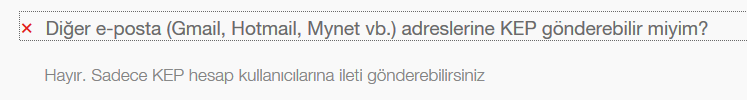 × Diğer e-posta (Gmail, Hotmail, Mynet vb.) adreslerine KEP gönderebilir miyim?
Hayır. Sadece KEP hesap kullanıcılarına ileti gönderebilirsiniz